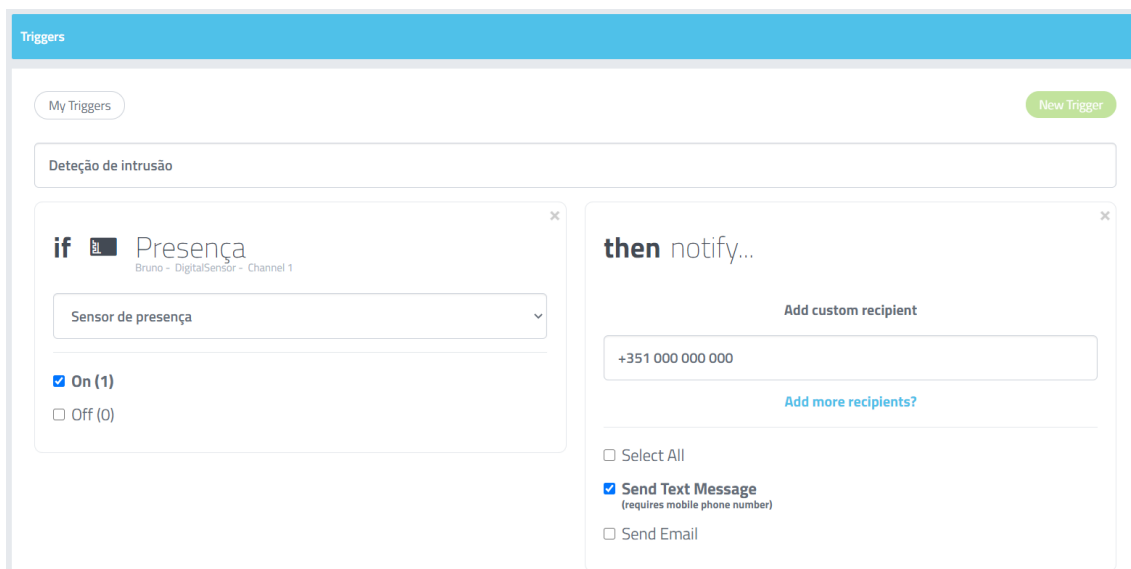 Triggers
My Triggers
New Trigger
Deteção de intrusão
if Presença
Bruno - DigitalSensor - Channel 1
Sensor de presença
On (1)
Off (0)
then notify...
Add custom recipient
+351 000 000 000
Add more recipients?
Select All
Send Text Message
(requires mobile phone number)
Send Email